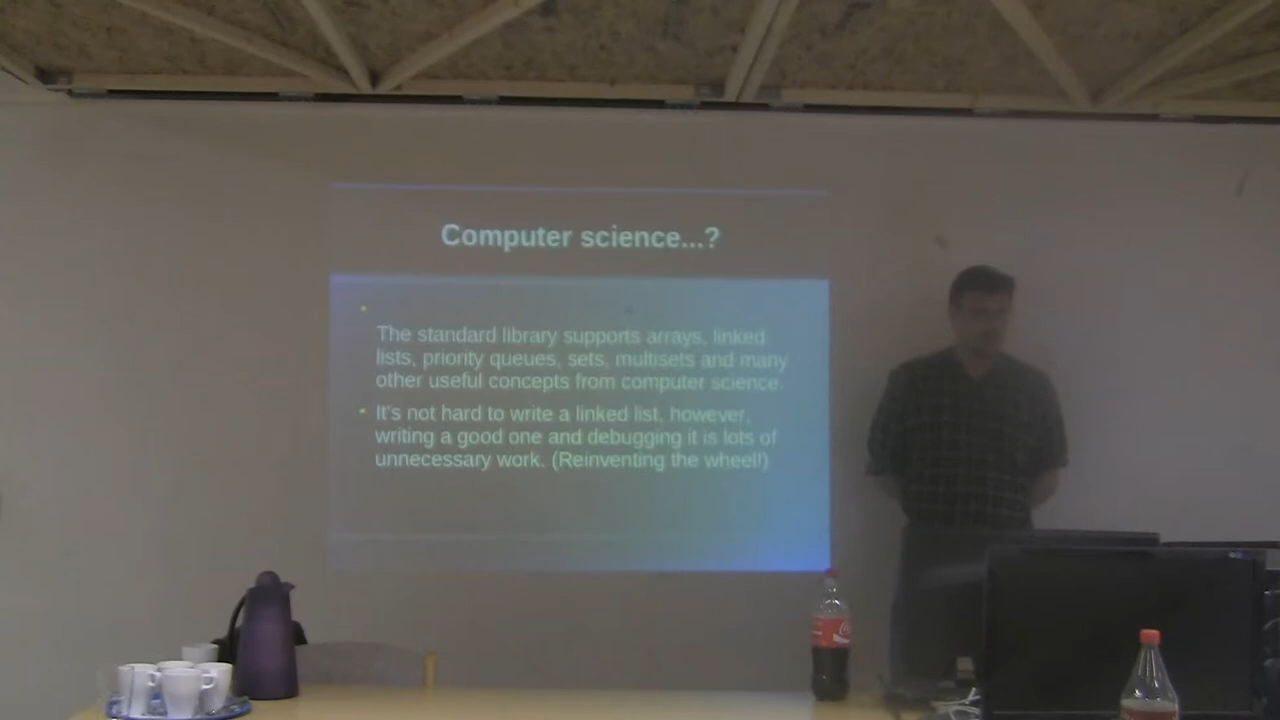 Computer science...?
The standard library supports arrays, linked
lists, priority queues, sets, multisets and many
other useful concepts from computer science.
It's not hard to write a linked list, however,
writing a good one and debugging it is lots of
unnecessary work. (Reinventing the wheel!)